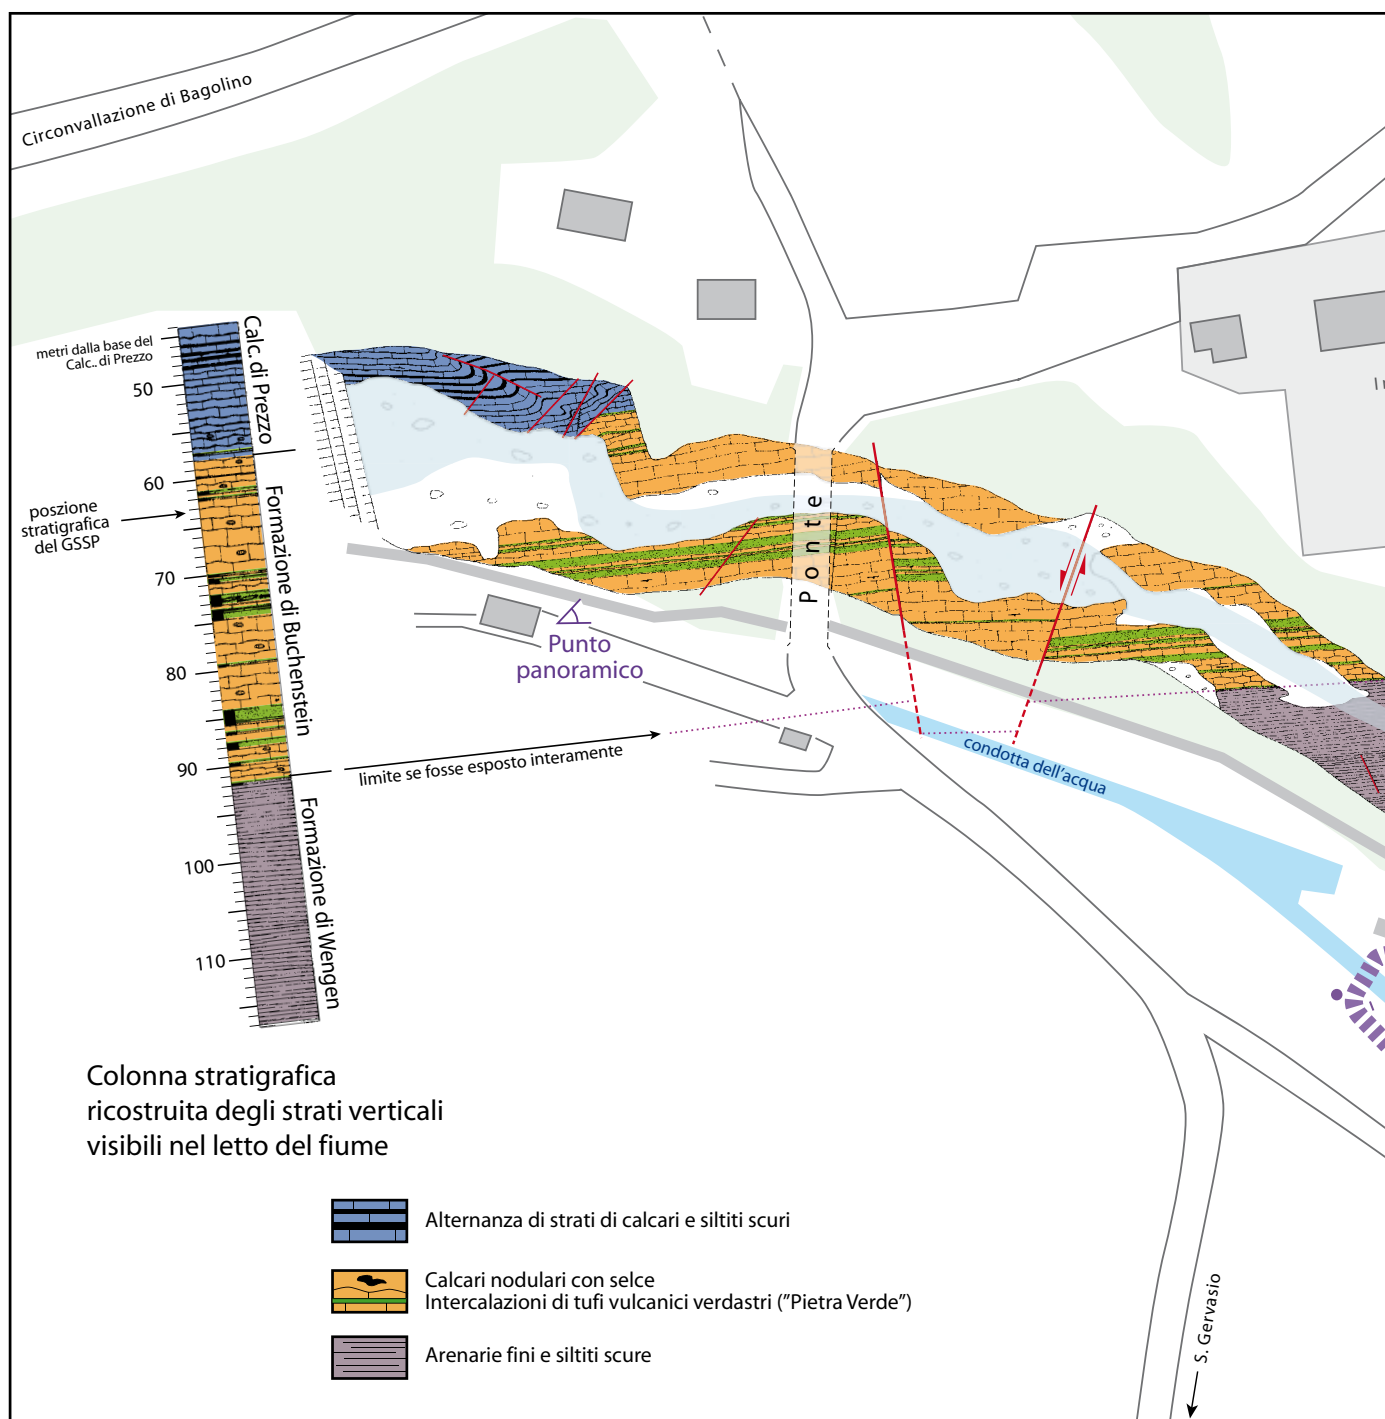 Circonvallazione di Bagolino
metri dalla base del
Calc.. di Prezzo
Calc. di Prezzo
50
60
poszione
stratigrafica
del GSSP
Formazione di Buchenstein
70
80
90
limite se fosse esposto interamente
Formazione di Wengen
100
110
Ponte
Punto
panoramico
condotta dell'acqua
S. Gervasio
Colonna stratigrafica
ricostruita degli strati verticali
visibili nel letto del fiume
Alternanza di strati di calcari e siltiti scuri
Calcari nodulari con selce
Intercalazioni di tufi vulcanici verdastri (”Pietra Verde”)
Arenarie fini e siltiti scure